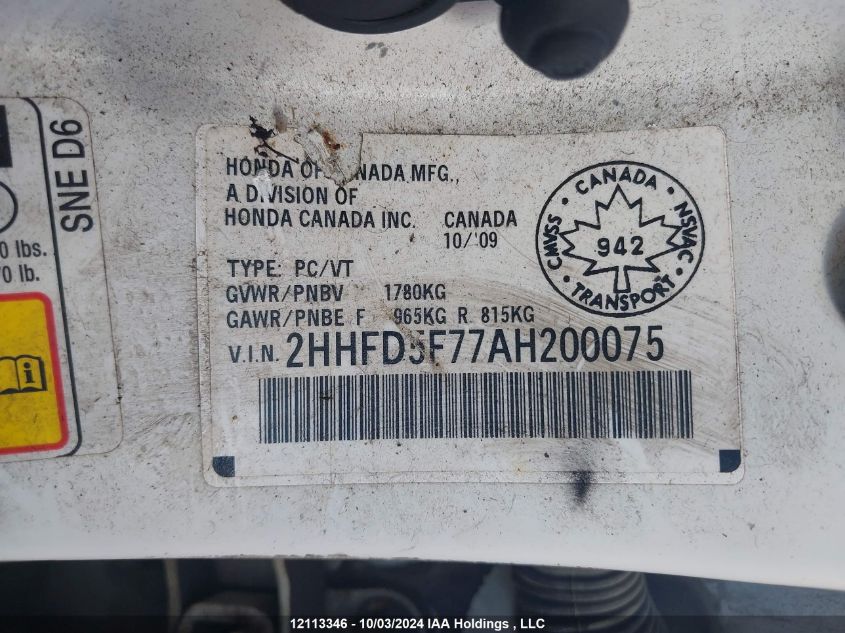 SNE D6
0 lbs.
0 lb.
HONDA OF NADA MFG.,
A DIVISION OF
HONDA CANADA INC. CANADA
10/'09
TYPE: PC/VT
GVWR/PNBV 1780KG
GAWR/PNBE F 965KG R 815KG
V.I.N. 2HHFD5F77AH200075
CANADA
CMVSS 942 NSVAC
TRANSPORT
12113346 - 10/03/2024 IAA Holdings , LLC